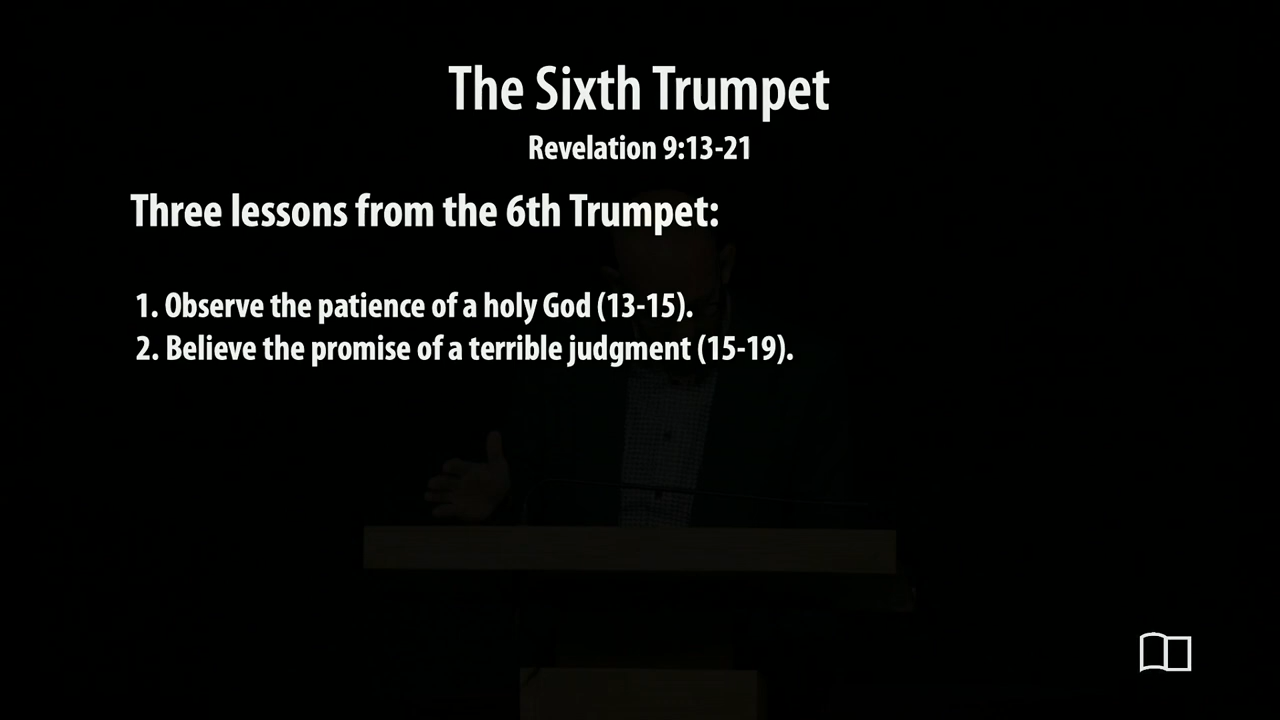 The Sixth Trumpet
Revelation 9:13-21
Three lessons from the 6th Trumpet:
1. Observe the patience of a holy God (13-15).
2. Believe the promise of a terrible judgment (15-19).